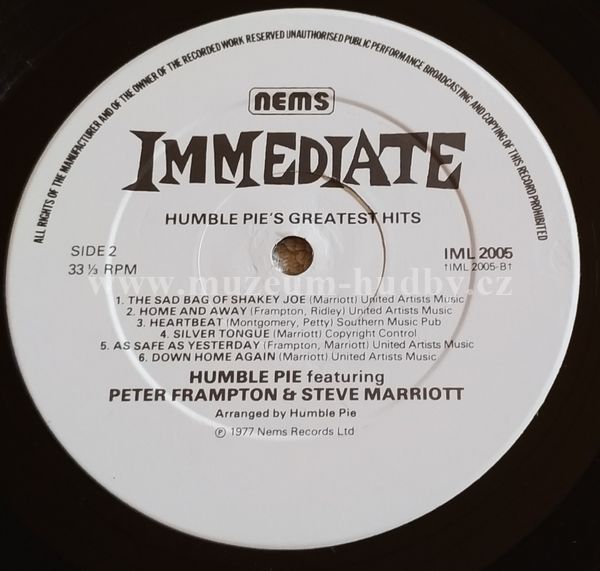 ALL RIGHTS OF THE MANUFACTURER AND OF THE OWNER OF THE RECORDED WORK RESERVED UNAUTHORISED PUBLIC PERFORMANCE BROADCASTING AND COPYING OF THIS RECORD PROHIBITED
nems
IMMEDIATE
HUMBLE PIE'S GREATEST HITS
SIDE 2
33 ⅓ RPM
IML 2005
†IML 2005-B†
www.muzeum-hudby.cz
1. THE SAD BAG OF SHAKEY JOE (Marriott) United Artists Music
2. HOME AND AWAY (Frampton, Ridley) United Artists Music
3. HEARTBEAT (Montgomery, Petty) Southern Music Pub
4. SILVER TONGUE (Marriott) Copyright Control
5. AS SAFE AS YESTERDAY (Frampton, Marriott) United Artists Music
6. DOWN HOME AGAIN (Marriott) United Artists Music
HUMBLE PIE featuring
PETER FRAMPTON & STEVE MARRIOTT
Arranged by Humble Pie
℗ 1977 Nems Records Ltd